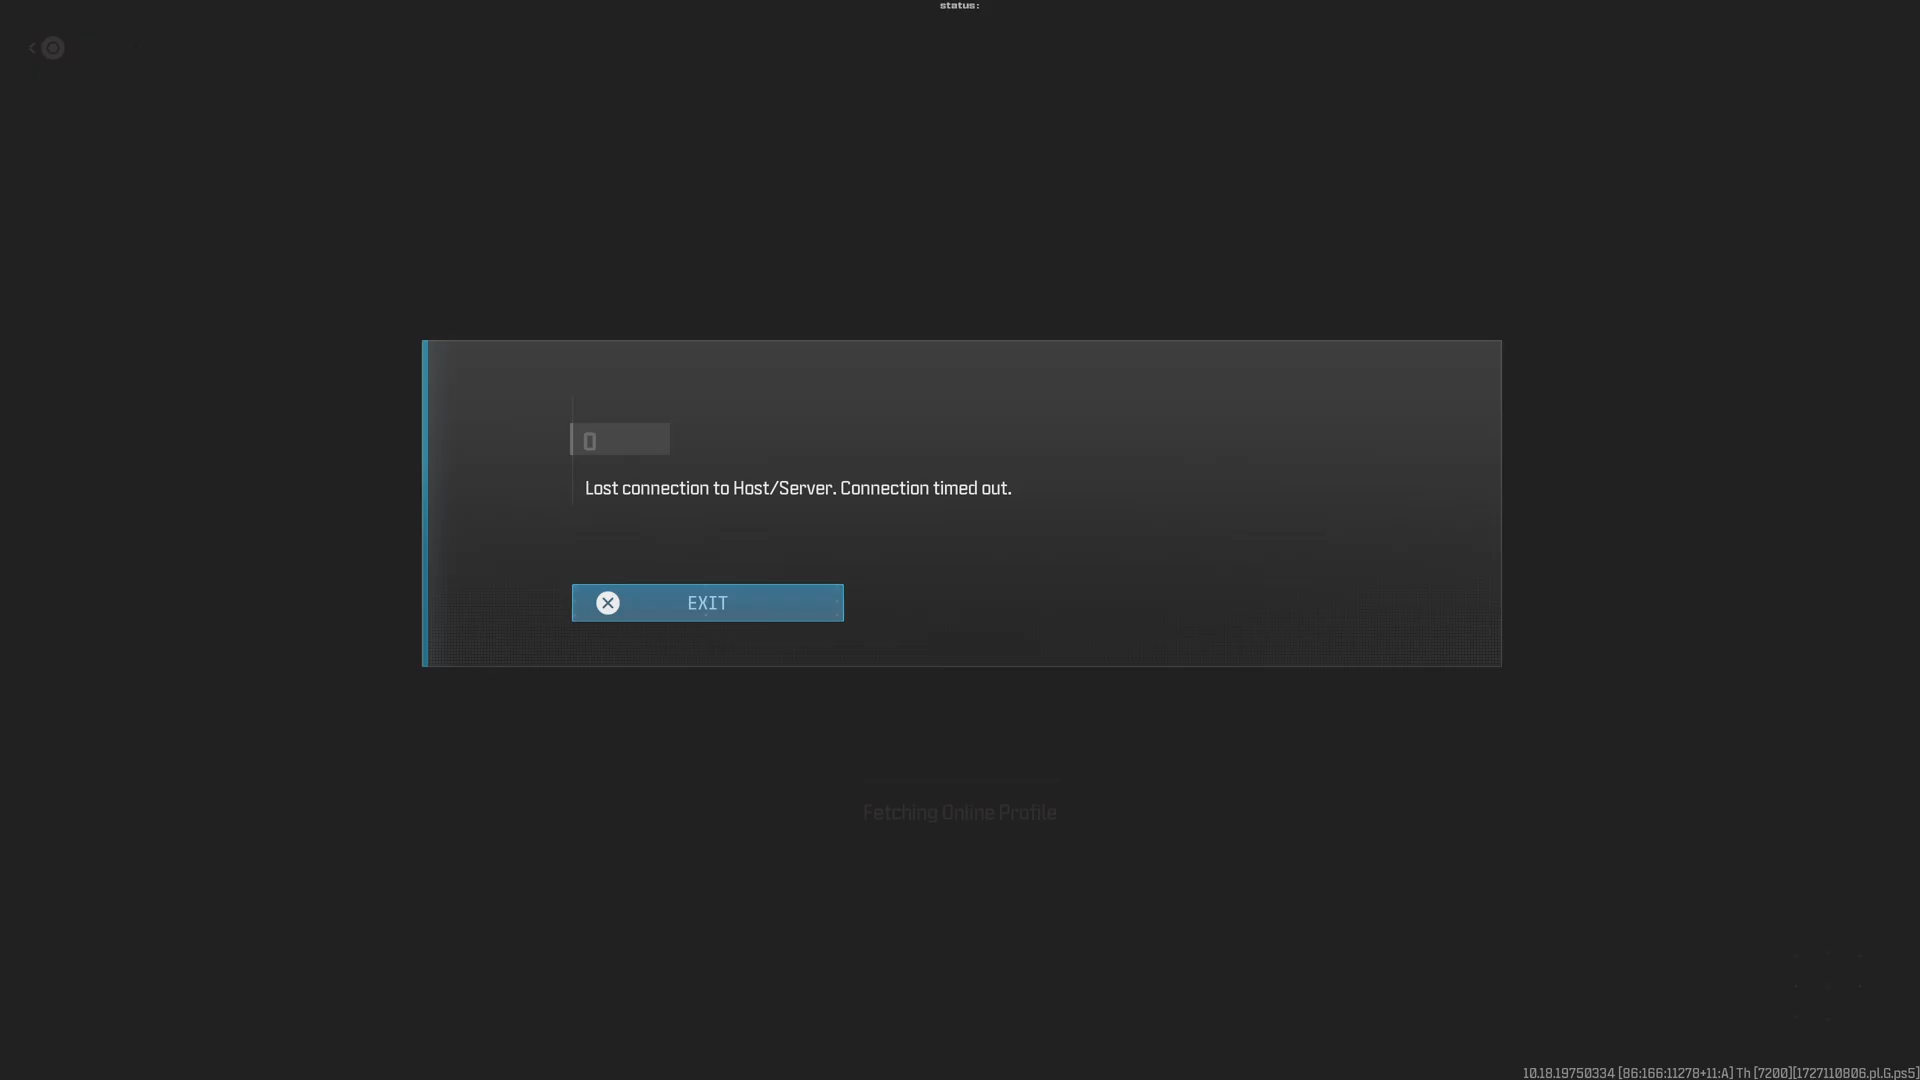 status:
0
Lost connection to Host/Server. Connection timed out.
EXIT
Fetching Online Profile
10.18.19750334 [86:166:11278+11:A] Th [7200][1727110806.pl.G.ps5]